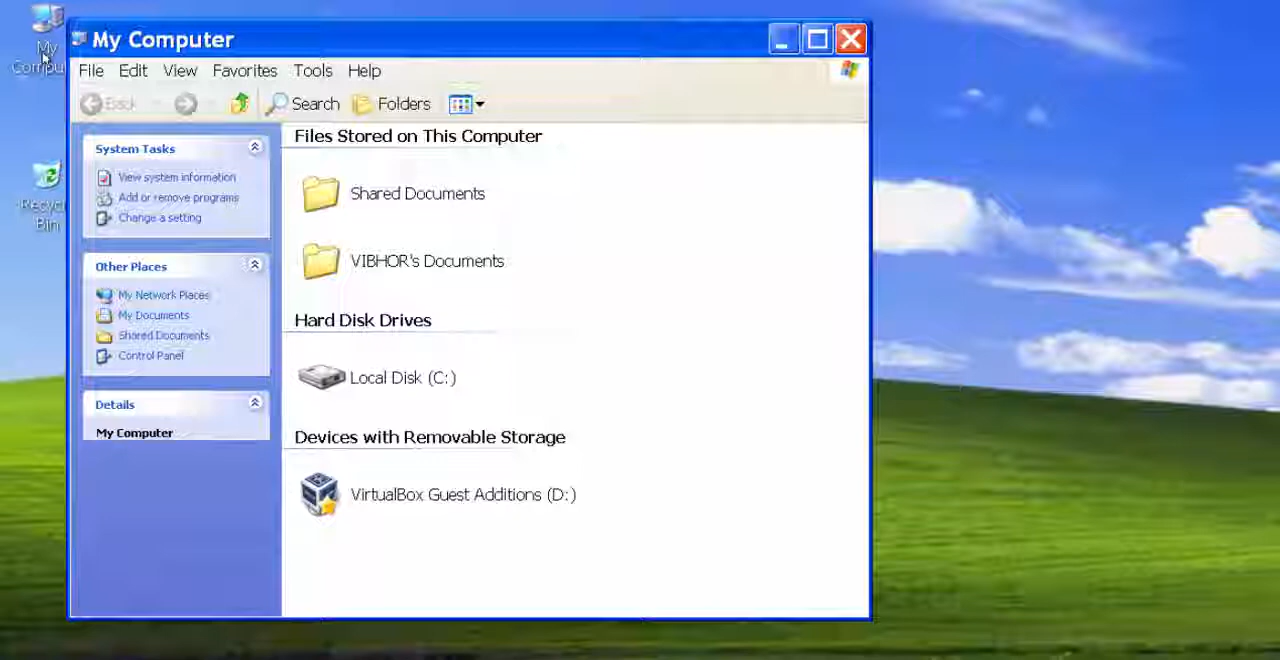 My
My Computer
File Edit View Favorites Tools Help
Back Search Folders
System Tasks
View system information
Add or remove programs
Change a setting
Other Places
My Network Places
My Documents
Shared Documents
Control Panel
Details
My Computer
Files Stored on This Computer
Shared Documents
VIBHOR's Documents
Hard Disk Drives
Local Disk (C:)
Devices with Removable Storage
VirtualBox Guest Additions (D:)
Bin